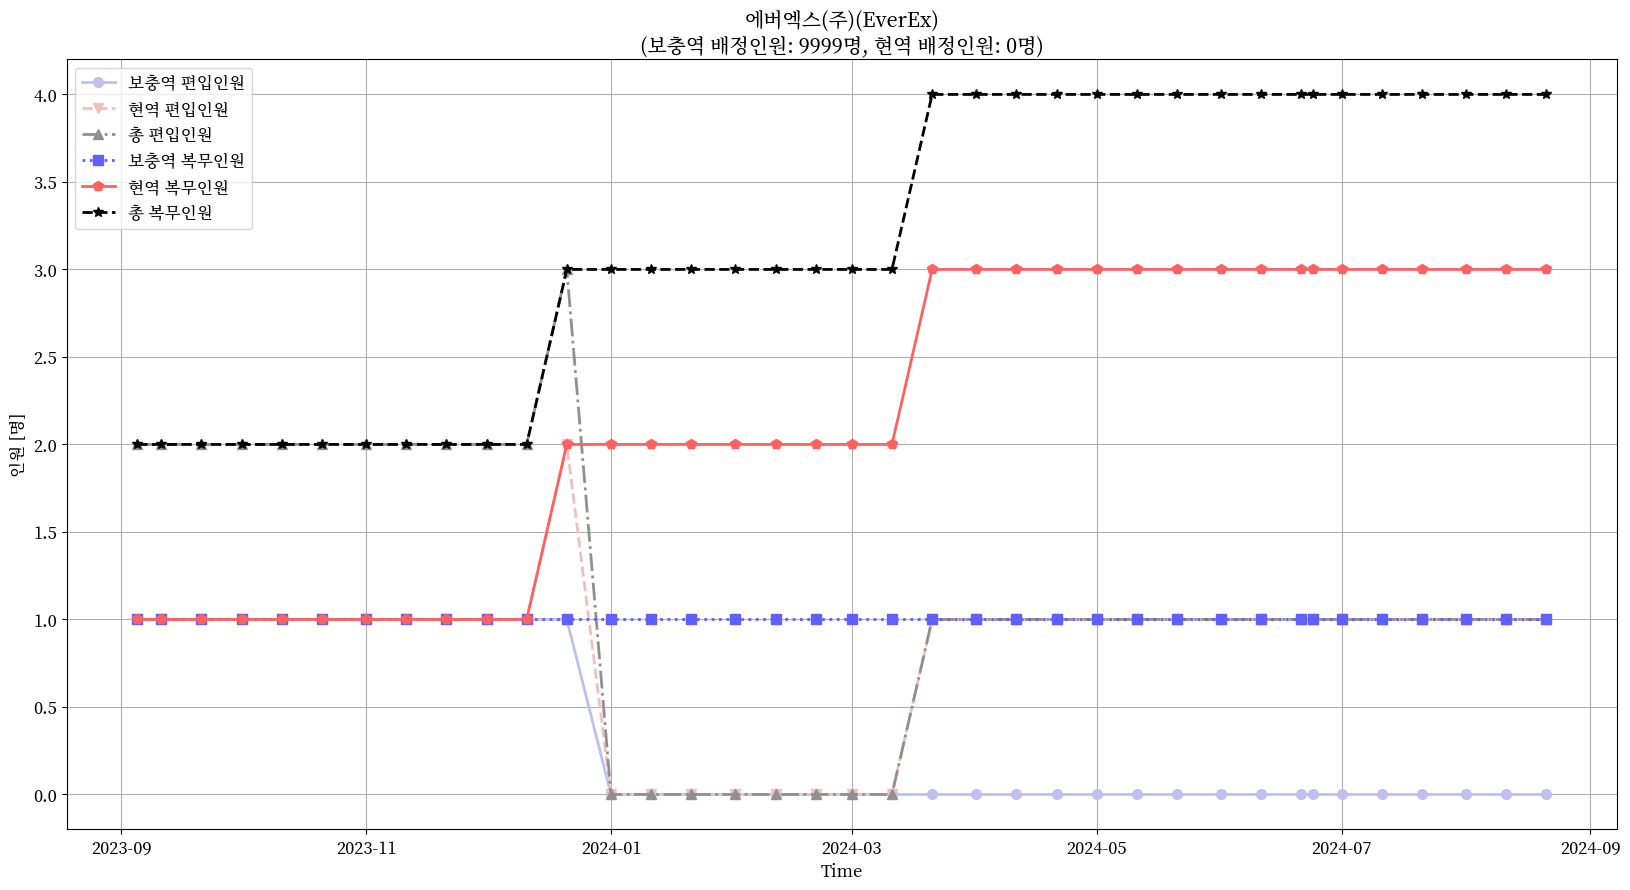 에버엑스(주)(EverEx)
(보충역 배정인원: 9999명, 현역 배정인원: 0명)
보충역 편입인원
현역 편입인원
총 편입인원
보충역 복무인원
현역 복무인원
총 복무인원
인원 [명]
4.0
3.5
3.0
2.5
2.0
1.5
1.0
0.5
0.0
2023-09
2023-11
2024-01
2024-03
2024-05
2024-07
2024-09
Time